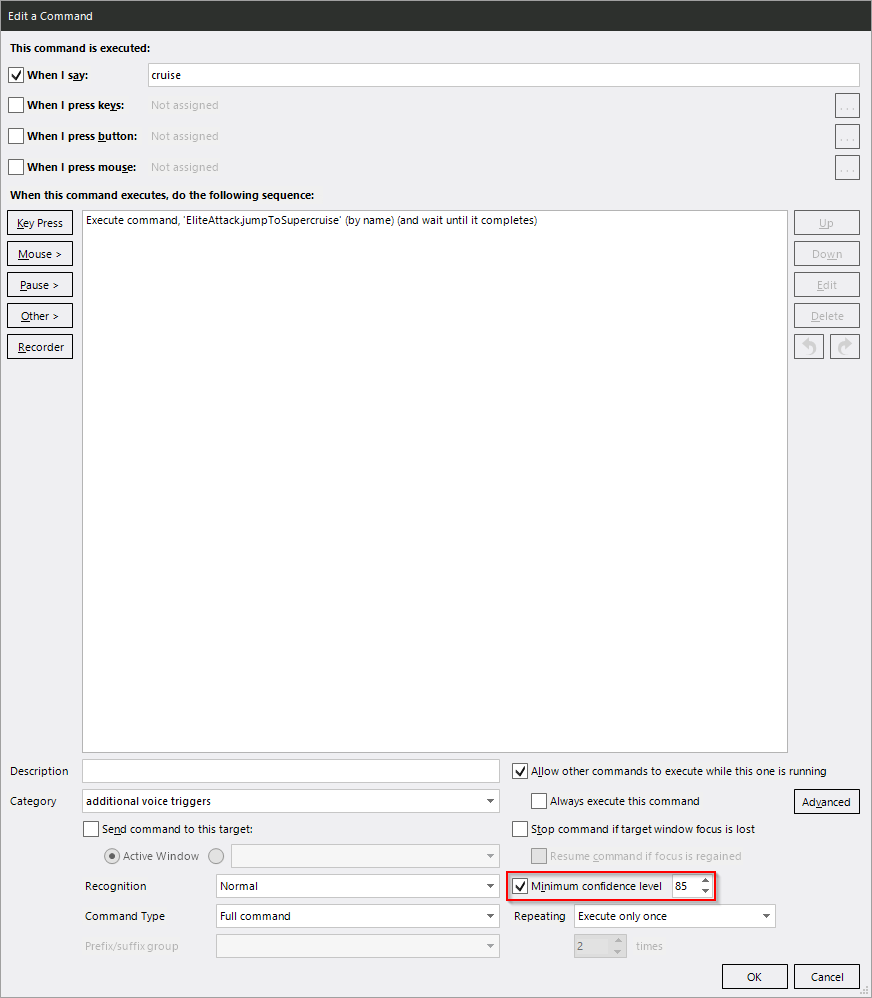 Edit a Command
This command is executed:
When I say: cruise
When I press keys: Not assigned ...
When I press button: Not assigned ...
When I press mouse: Not assigned ...
When this command executes, do the following sequence:
Key Press
Mouse >
Pause >
Other >
Recorder
Execute command, 'EliteAttack.jumpToSupercruise' (by name) (and wait until it completes)
Up
Down
Edit
Delete
Description
Allow other commands to execute while this one is running
Category additional voice triggers
Always execute this command
Advanced
Send command to this target:
Stop command if target window focus is lost
Active Window
Resume command if focus is regained
Recognition Normal
Minimum confidence level 85
Command Type Full command
Repeating Execute only once
Prefix/suffix group
2 times
OK Cancel